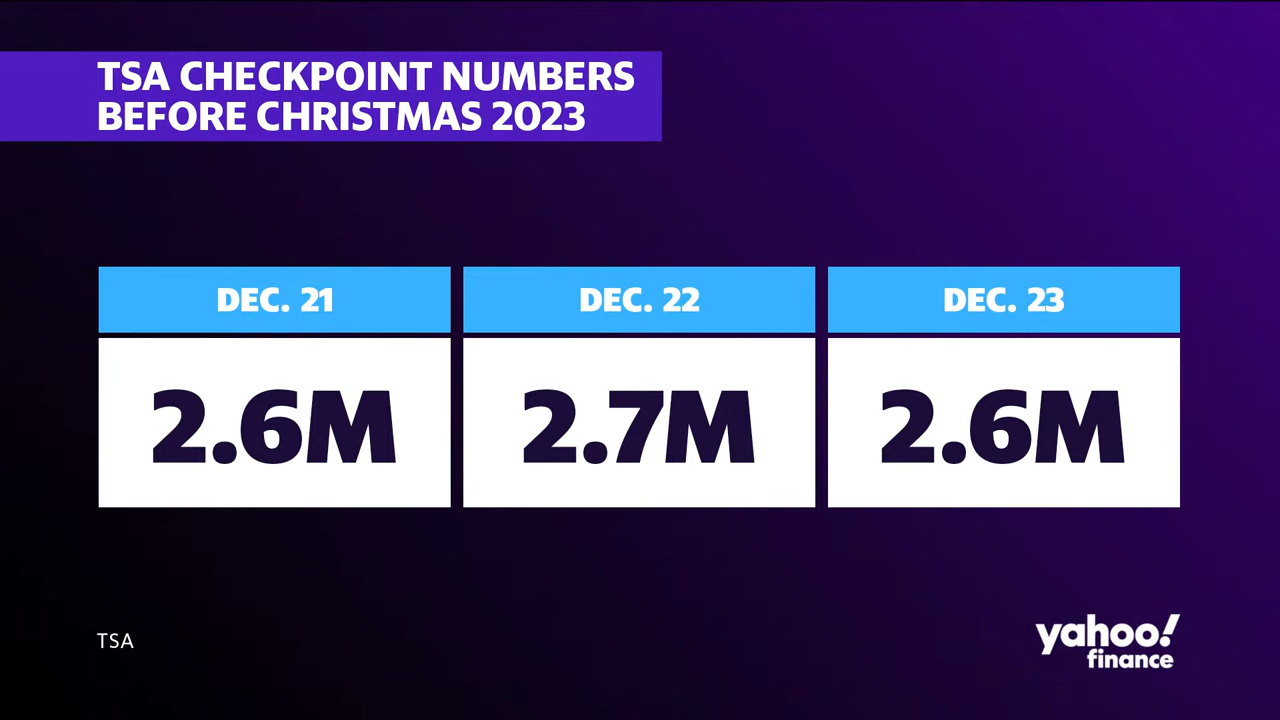 TSA CHECKPOINT NUMBERS
BEFORE CHRISTMAS 2023
DEC. 21
DEC. 22
DEC. 23
2.6M
2.7M
2.6M
TSA
yahoo!
finance